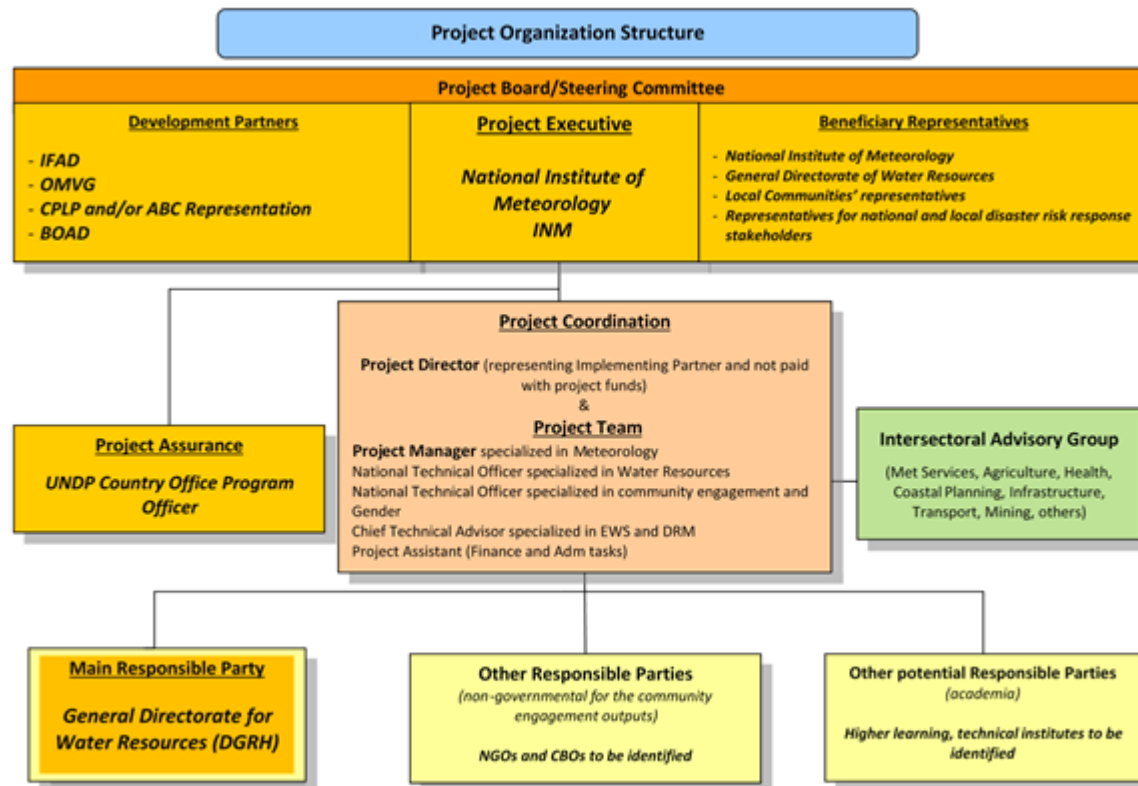 Project Organization Structure
Project Board/Steering Committee
Development Partners
- IFAD
- OMVG
- CPLP and/or ABC Representation
- BOAD
Project Executive
National Institute of
Meteorology
INM
Beneficiary Representatives
- National Institute of Meteorology
- General Directorate of Water Resources
- Local Communities' representatives
- Representatives for national and local disaster risk response
stakeholders
Project Coordination
Project Director (representing Implementing Partner and not paid
with project funds)
&
Project Team
Project Manager specialized in Meteorology
National Technical Officer specialized in Water Resources
National Technical Officer specialized in community engagement and
Gender
Chief Technical Advisor specialized in EWS and DRM
Project Assistant (Finance and Adm tasks)
Project Assurance
UNDP Country Office Program
Officer
Intersectoral Advisory Group
(Met Services, Agriculture, Health,
Coastal Planning, Infrastructure,
Transport, Mining, others)
Main Responsible Party
General Directorate for
Water Resources (DGRH)
Other Responsible Parties
(non-governmental for the community
engagement outputs)
NGOs and CBOs to be identified
Other potential Responsible Parties
(academia)
Higher learning, technical institutes to be
identified